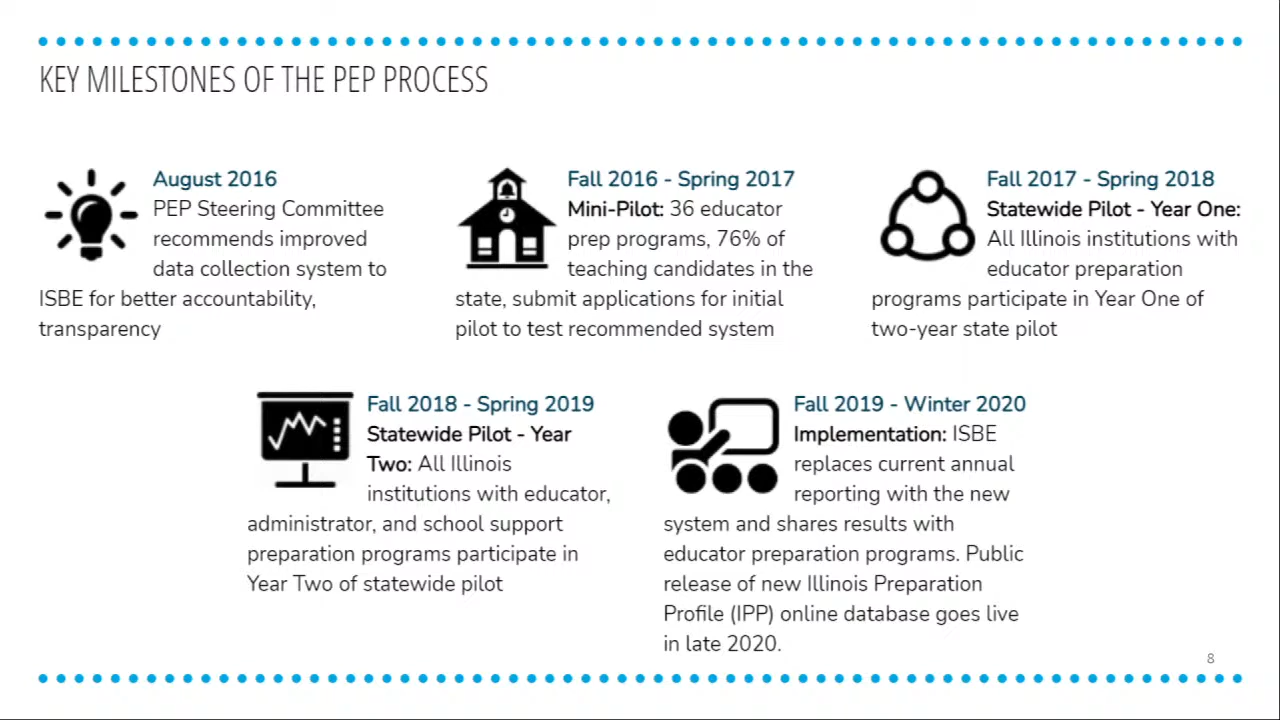 KEY MILESTONES OF THE PEP PROCESS
August 2016
PEP Steering Committee
recommends improved
data collection system to
ISBE for better accountability,
transparency
Fall 2016 - Spring 2017
Mini-Pilot: 36 educator
prep programs, 76% of
teaching candidates in the
state, submit applications for initial
pilot to test recommended system
Fall 2017 - Spring 2018
Statewide Pilot - Year One:
All Illinois institutions with
educator preparation
programs participate in Year One of
two-year state pilot
Fall 2018 - Spring 2019
Statewide Pilot - Year
Two: All Illinois
institutions with educator,
administrator, and school support
preparation programs participate in
Year Two of statewide pilot
Fall 2019 - Winter 2020
Implementation: ISBE
replaces current annual
reporting with the new
system and shares results with
educator preparation programs. Public
release of new Illinois Preparation
Profile (IPP) online database goes live
in late 2020.
8